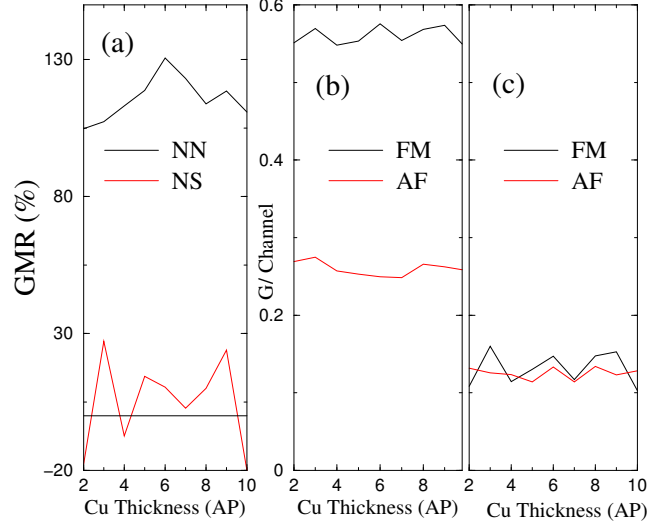 (a)
NN
NS
GMR (%)
130
80
30
−20
2 4 6 8 10
Cu Thickness (AP)
(b)
FM
AF
G/ Channel
0.6
0.4
0.2
0
2 4 6 8
Cu Thickness (AP)
(c)
FM
AF
2 4 6 8 10
Cu Thickness (AP)